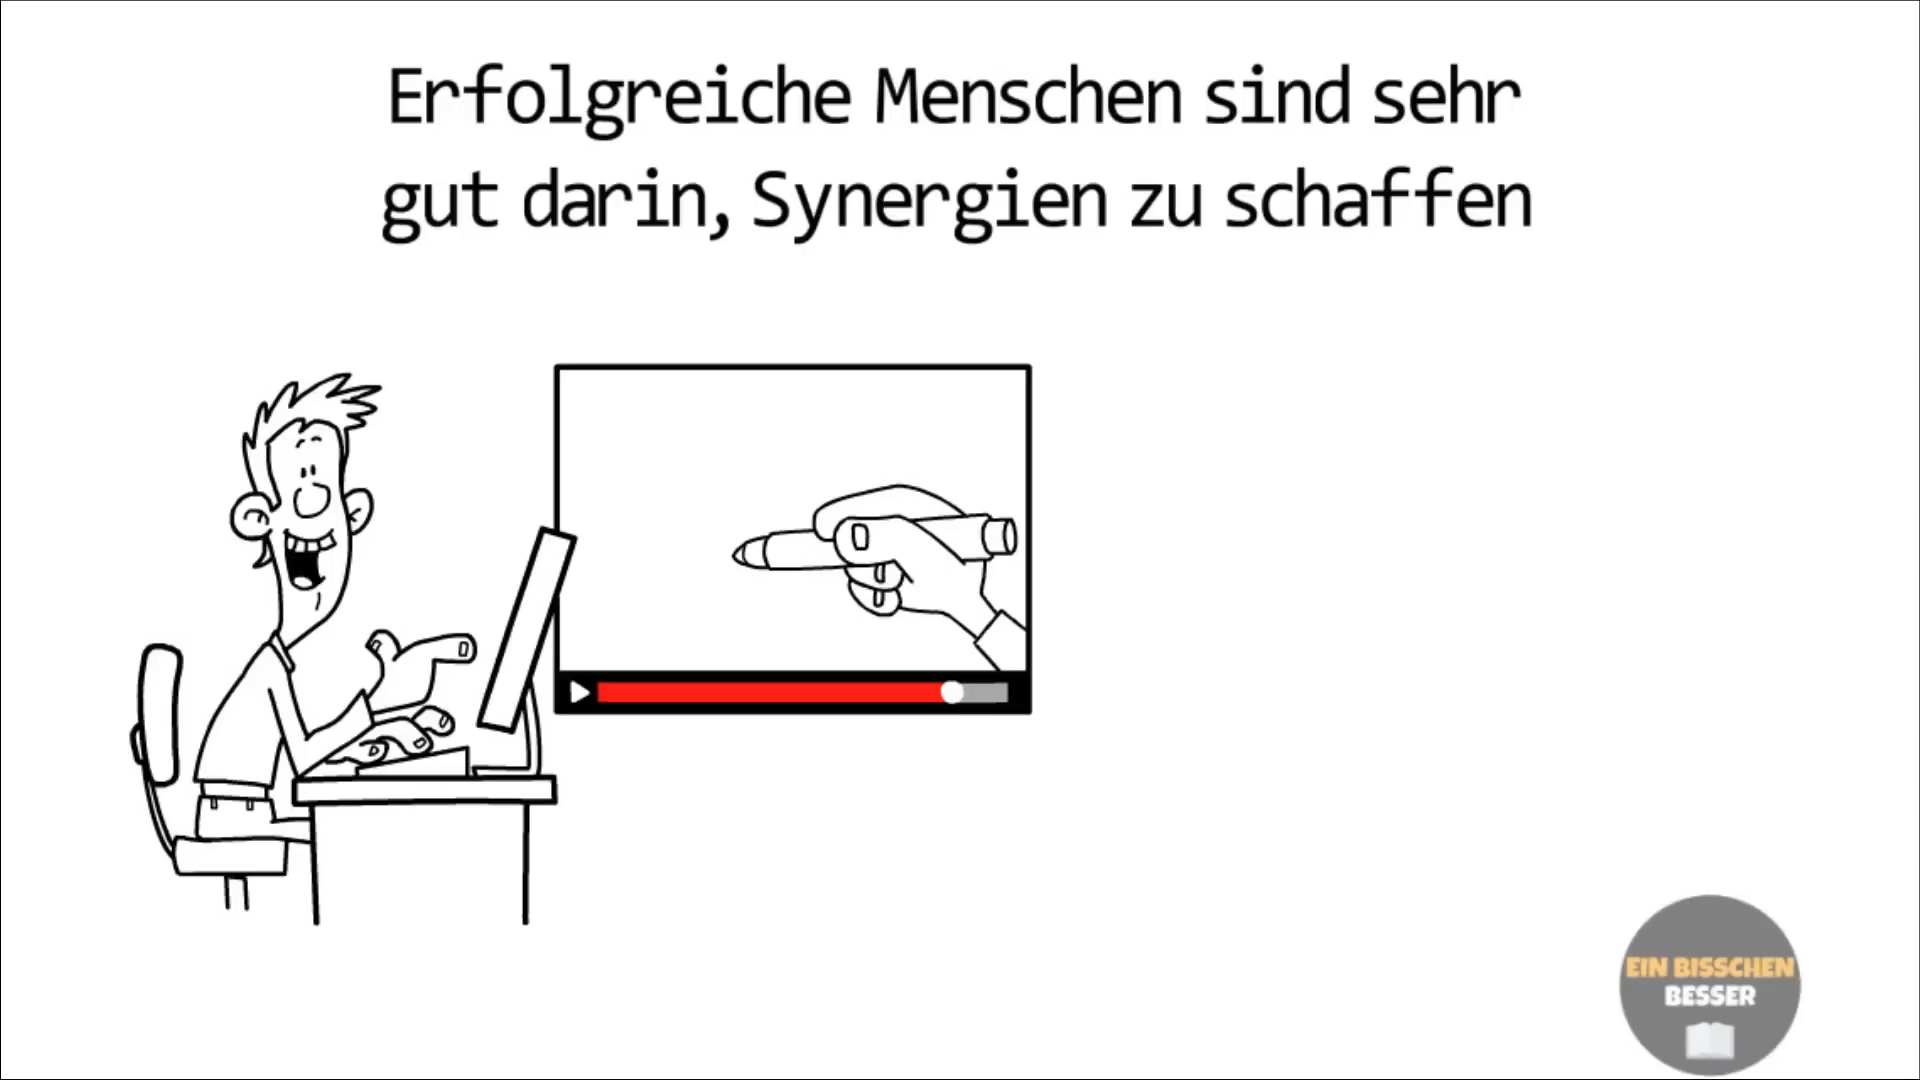 Erfolgreiche Menschen sind sehr
gut darin, Synergien zu schaffen
EIN BISSCHEN
BESSER